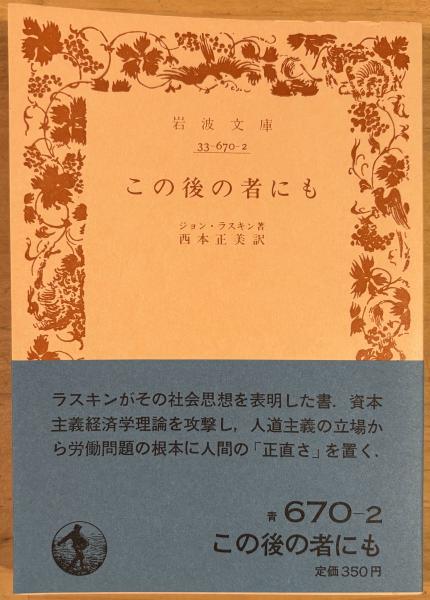 岩波文庫
33-670-2
この後の者にも
ジョン・ラスキン著
西本正美訳
ラスキンがその社会思想を表明した書．資本
主義経済学理論を攻撃し，人道主義の立場か
ら労働問題の根本に人間の「正直さ」を置く．
青 670-2
この後の者にも
定価350円